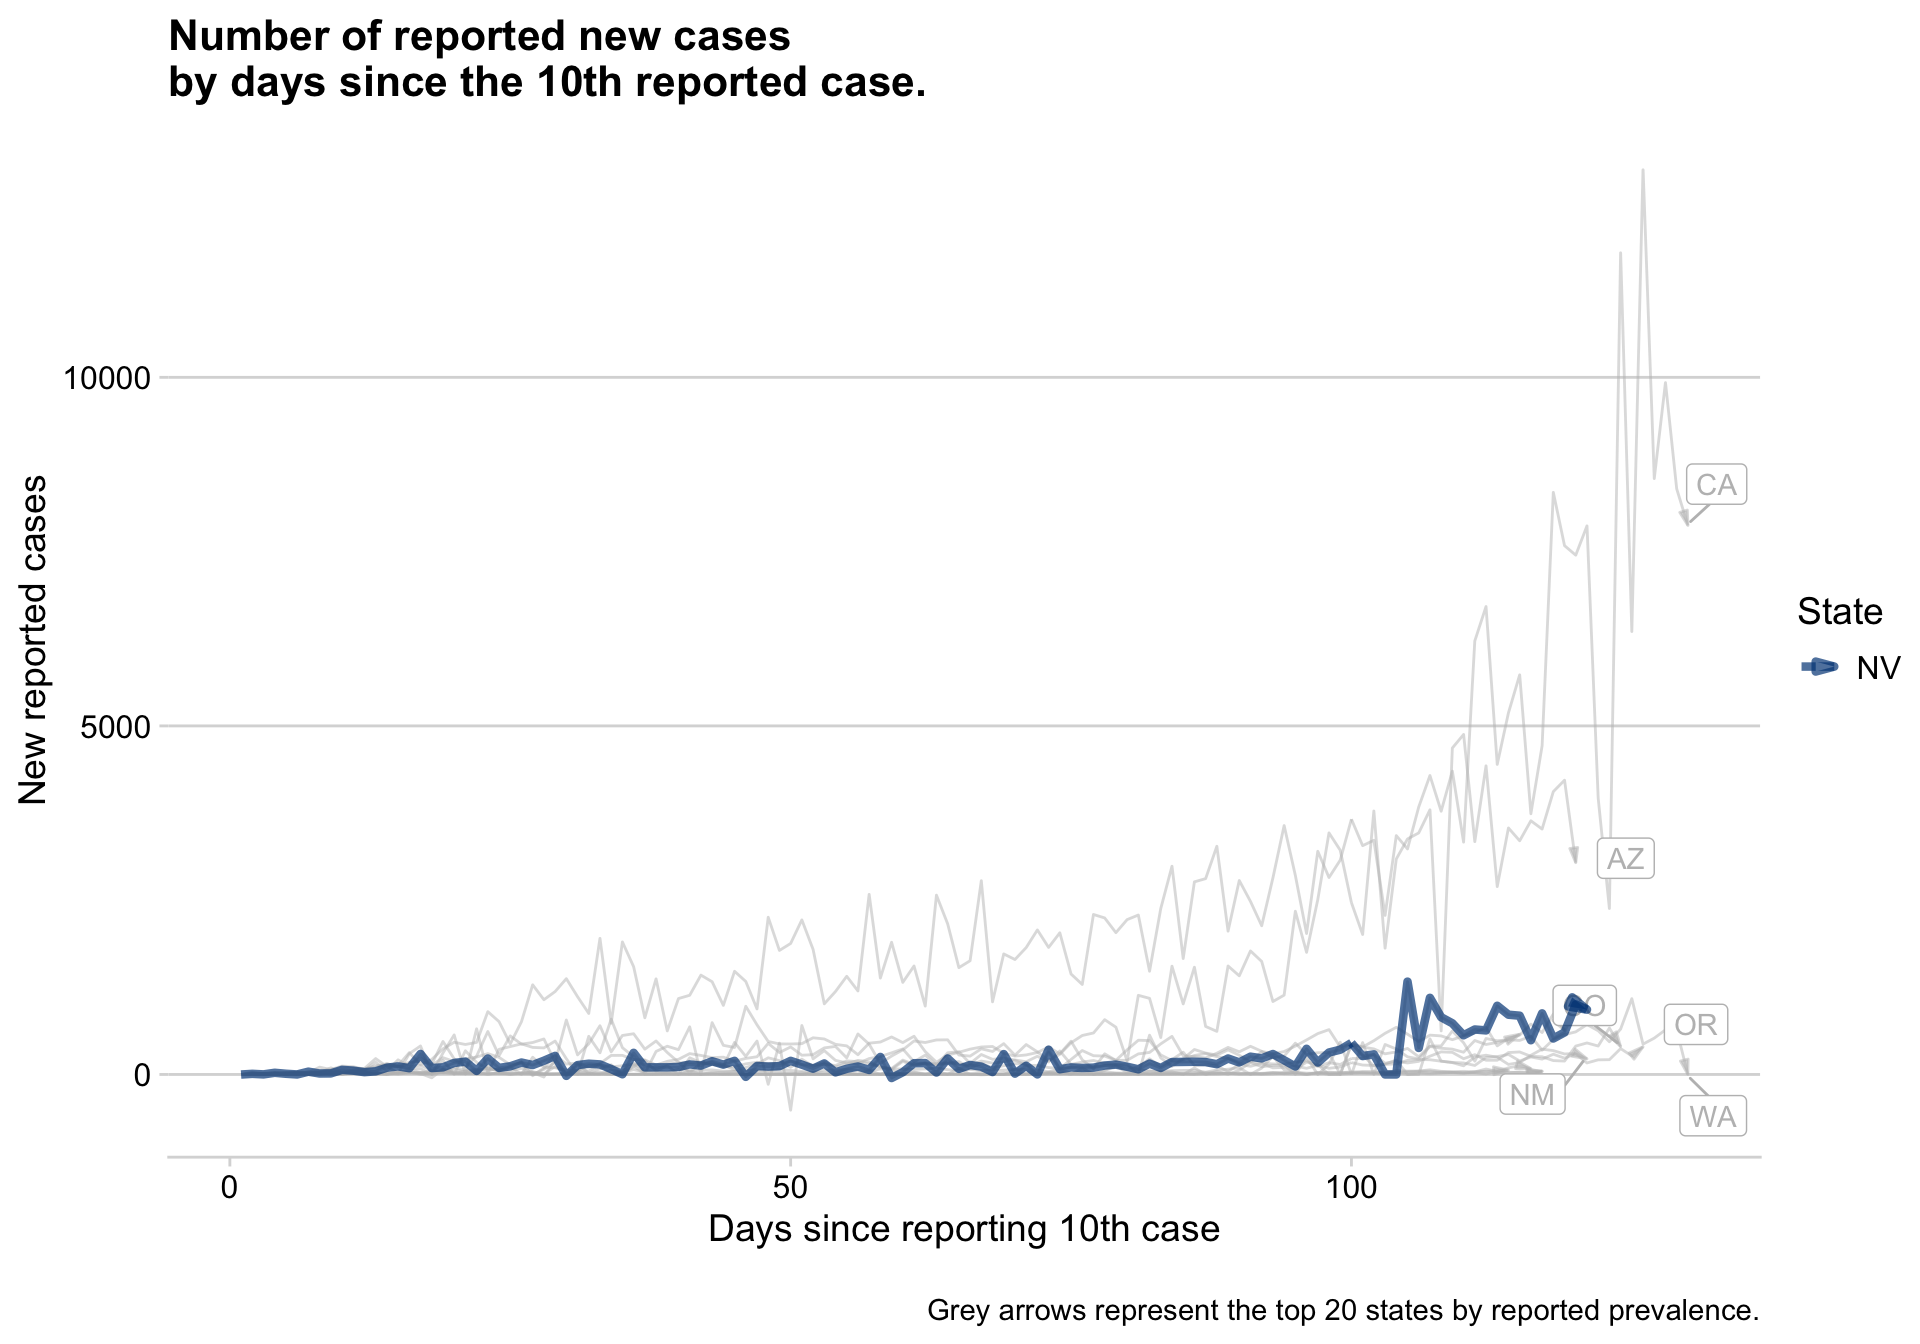 Number of reported new cases
by days since the 10th reported case.
New reported cases
10000
5000
0
CA
AZ
OR
NM
WA
State
NV
0
50
100
Days since reporting 10th case
Grey arrows represent the top 20 states by reported prevalence.